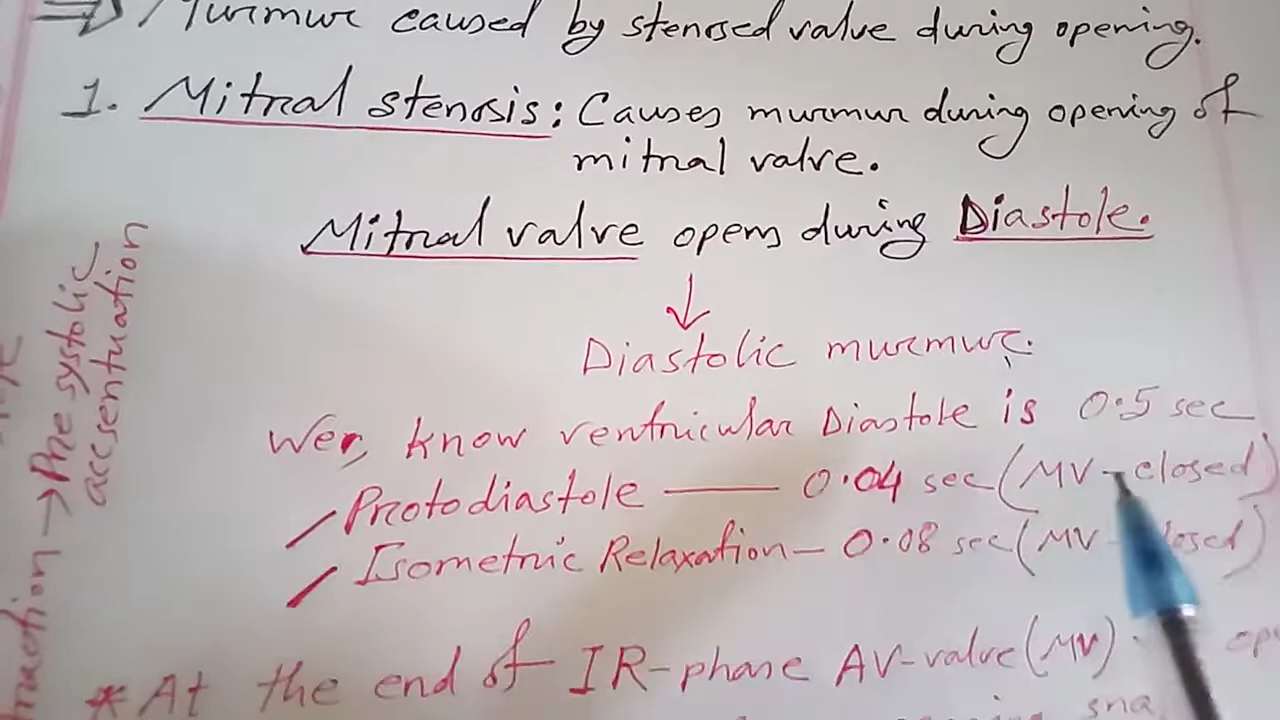 ⇒ Murmur caused by stenosed valve during opening.
1. Mitral stenosis: Causes murmur during opening of
mitral valve.
Mitral valve opens during Diastole.
↓
Diastolic murmur.
We, know ventricular Diastole is 0.5 sec
Protodiastole — 0.04 sec (MV-closed)
Isometric Relaxation — 0.08 sec (MV- closed)
* At the end of IR-phase AV-valve (MV)
sna
→ Presystolic
accsentuation